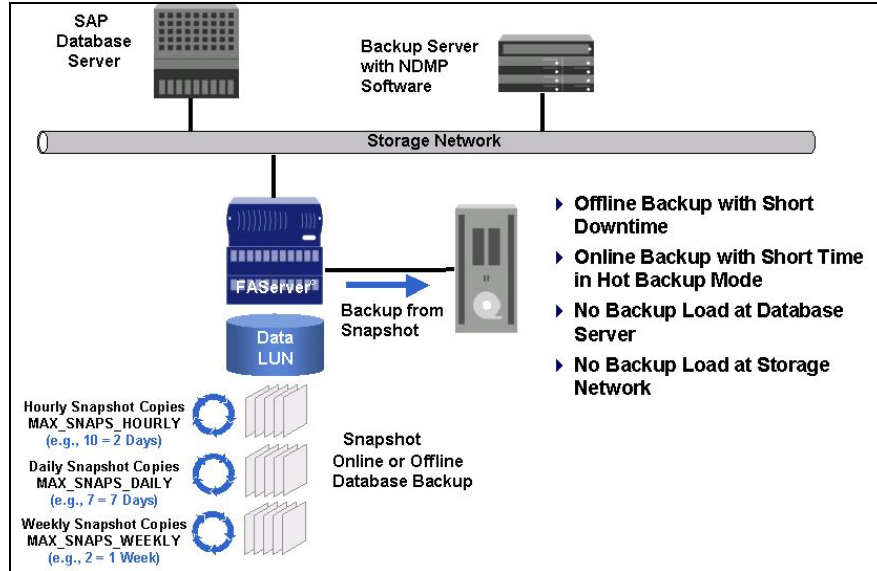 SAP
Database
Server
Backup Server
with NDMP
Software
Storage Network
FAServer
Backup from
Snapshot
Data
LUN
Offline Backup with Short
Downtime
Online Backup with Short Time
in Hot Backup Mode
No Backup Load at Database
Server
No Backup Load at Storage
Network
Hourly Snapshot Copies
MAX_SNAPS_HOURLY
(e.g., 10 = 2 Days)
Daily Snapshot Copies
MAX_SNAPS_DAILY
(e.g., 7 = 7 Days)
Weekly Snapshot Copies
MAX_SNAPS_WEEKLY
(e.g., 2 = 1 Week)
Snapshot
Online or Offline
Database Backup